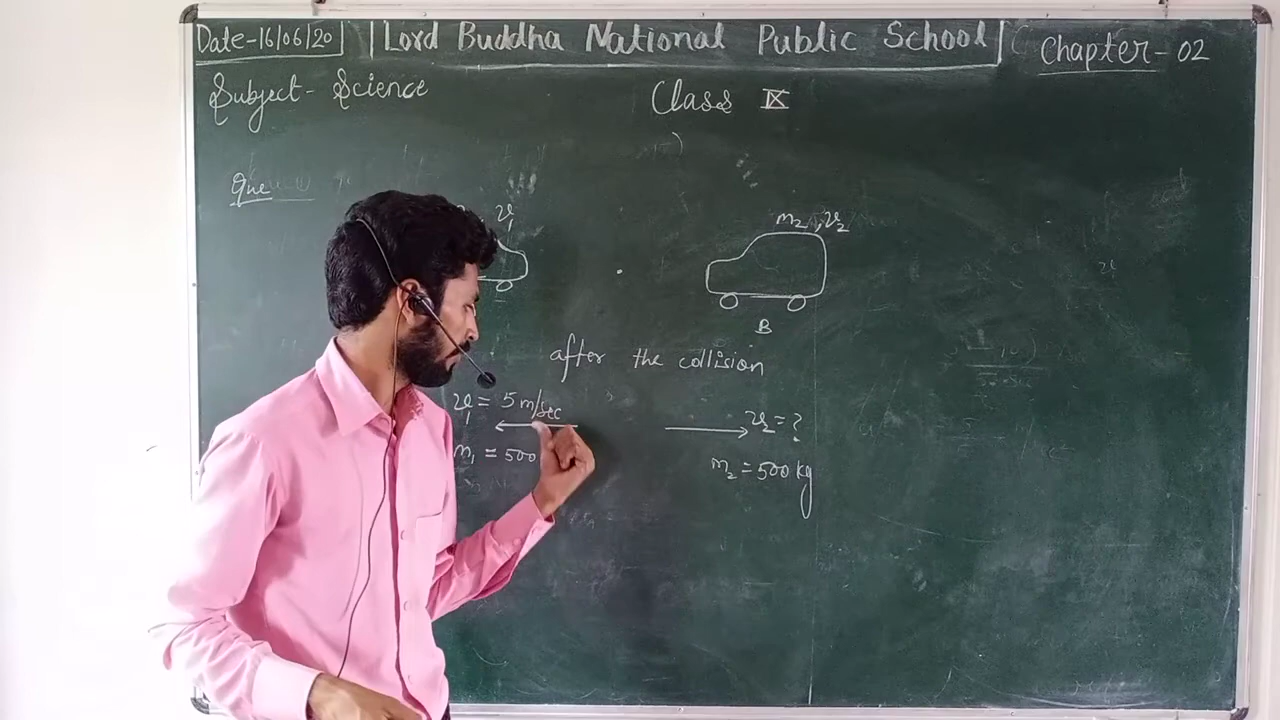 Date-16/06/20
Lord Buddha National Public School
Chapter-02
Subject- Science
Class IX
Que
v1
m2, v2
B
after the collision
v1 = 5 m/sec
v2 = ?
m1 = 500
m2 = 500 kg